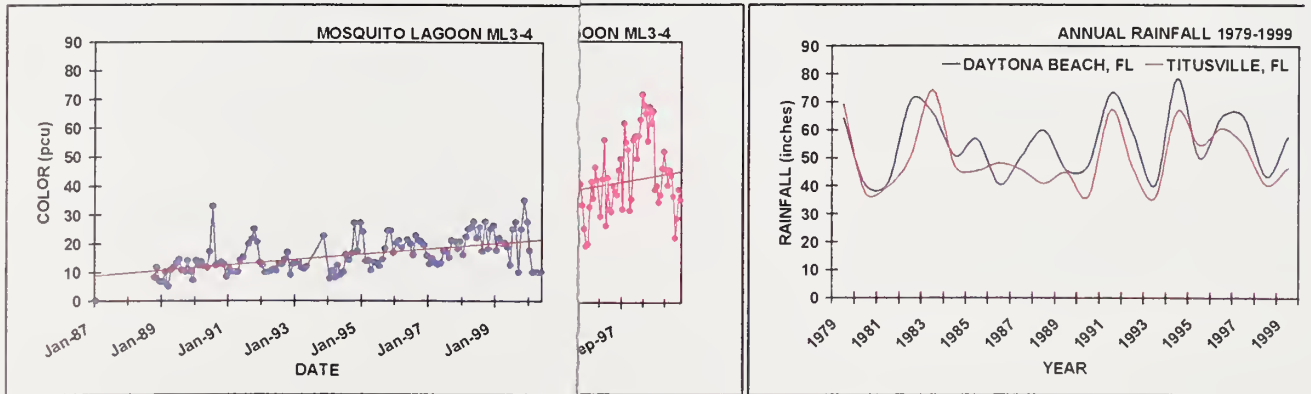 MOSQUITO LAGOON ML3-4
90
80
70
60
50
40
30
20
10
0
COLOR (pcu)
Jan-87
Jan-89
Jan-91
Jan-93
Jan-95
Jan-97
Jan-99
DATE
OON ML3-4
ep-97
ANNUAL RAINFALL 1979-1999
DAYTONA BEACH, FL
TITUSVILLE, FL
90
80
70
60
50
40
30
20
10
0
RAINFALL (inches)
1979
1981
1983
1985
1987
1989
1991
1993
1995
1997
1999
YEAR